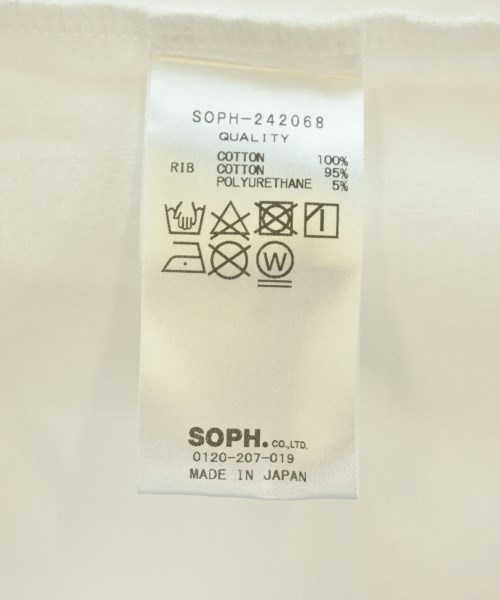 SOPH-242068
QUALITY
COTTON 100%
RIB COTTON 95%
POLYURETHANE 5%
W
SOPH. CO.,LTD.
0120-207-019
MADE IN JAPAN